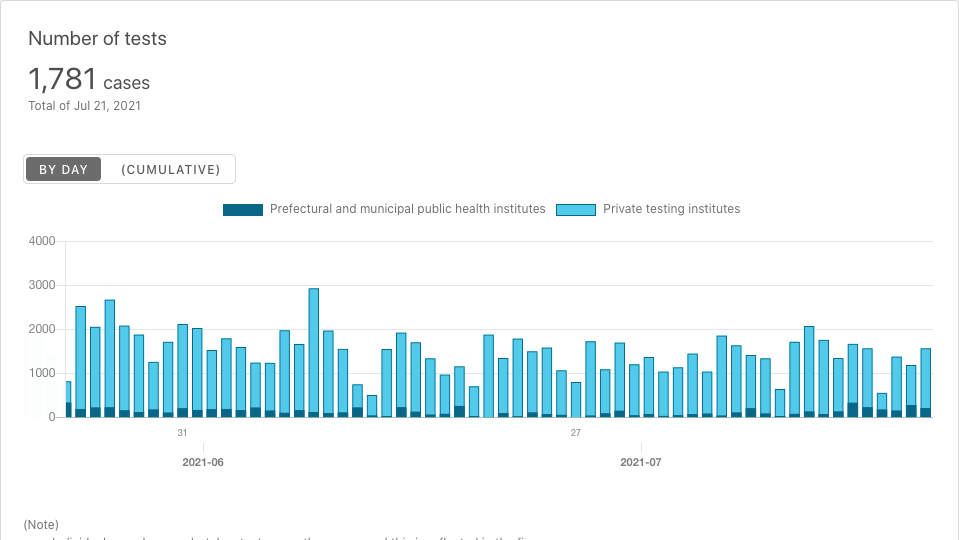 Number of tests
1,781 cases
Total of Jul 21, 2021
BY DAY (CUMULATIVE)
Prefectural and municipal public health institutes Private testing institutes
4000
3000
2000
1000
0
31 27
2021-06 2021-07
(Note)